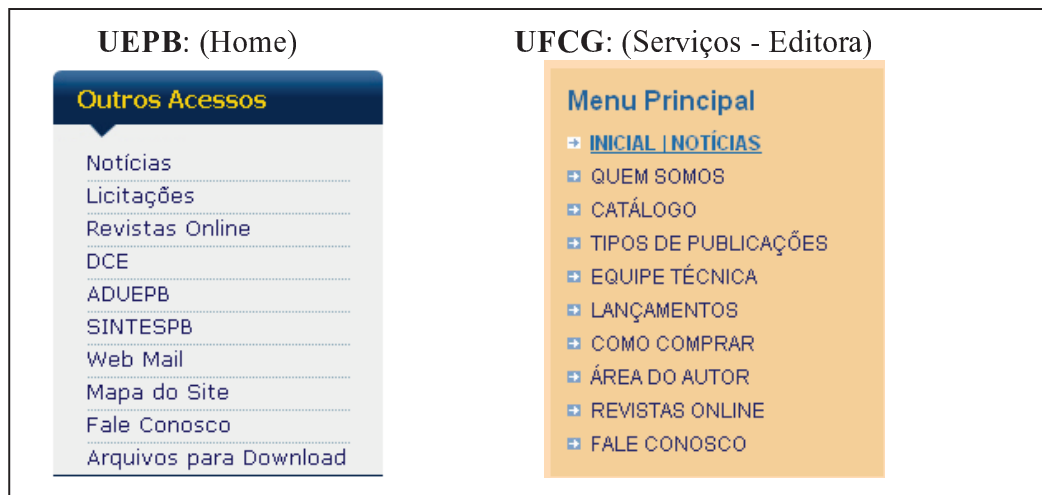 UEPB: (Home)
Outros Acessos
Notícias
Licitações
Revistas Online
DCE
ADUEPB
SINTESPB
Web Mail
Mapa do Site
Fale Conosco
Arquivos para Download
UFCG: (Serviços - Editora)
Menu Principal
INICIAL | NOTÍCIAS
QUEM SOMOS
CATÁLOGO
TIPOS DE PUBLICAÇÕES
EQUIPE TÉCNICA
LANÇAMENTOS
COMO COMPRAR
ÁREA DO AUTOR
REVISTAS ONLINE
FALE CONOSCO